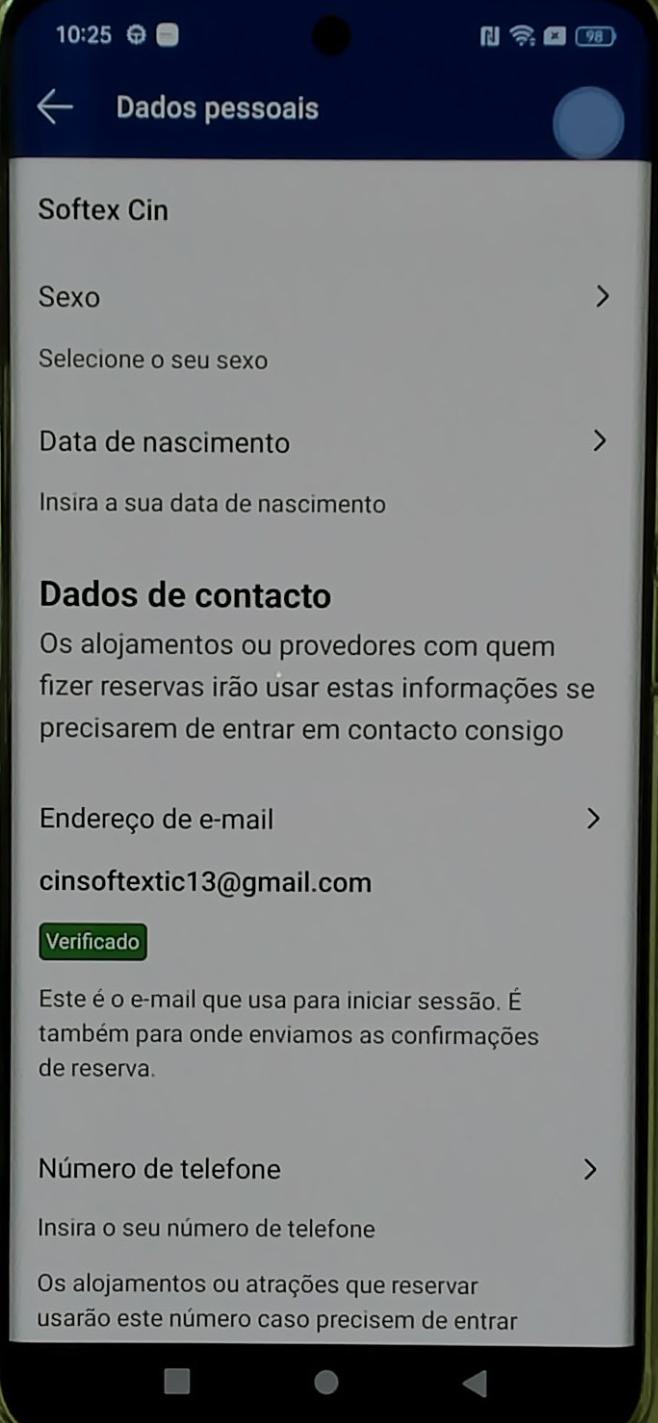 10:25
98
Dados pessoais
Softex Cin
Sexo
Selecione o seu sexo
Data de nascimento
Insira a sua data de nascimento
Dados de contacto
Os alojamentos ou provedores com quem
fizer reservas irão usar estas informações se
precisarem de entrar em contacto consigo
Endereço de e-mail
cinsoftextic13@gmail.com
Verificado
Este é o e-mail que usa para iniciar sessão. É
também para onde enviamos as confirmações
de reserva.
Número de telefone
Insira o seu número de telefone
Os alojamentos ou atrações que reservar
usarão este número caso precisem de entrar